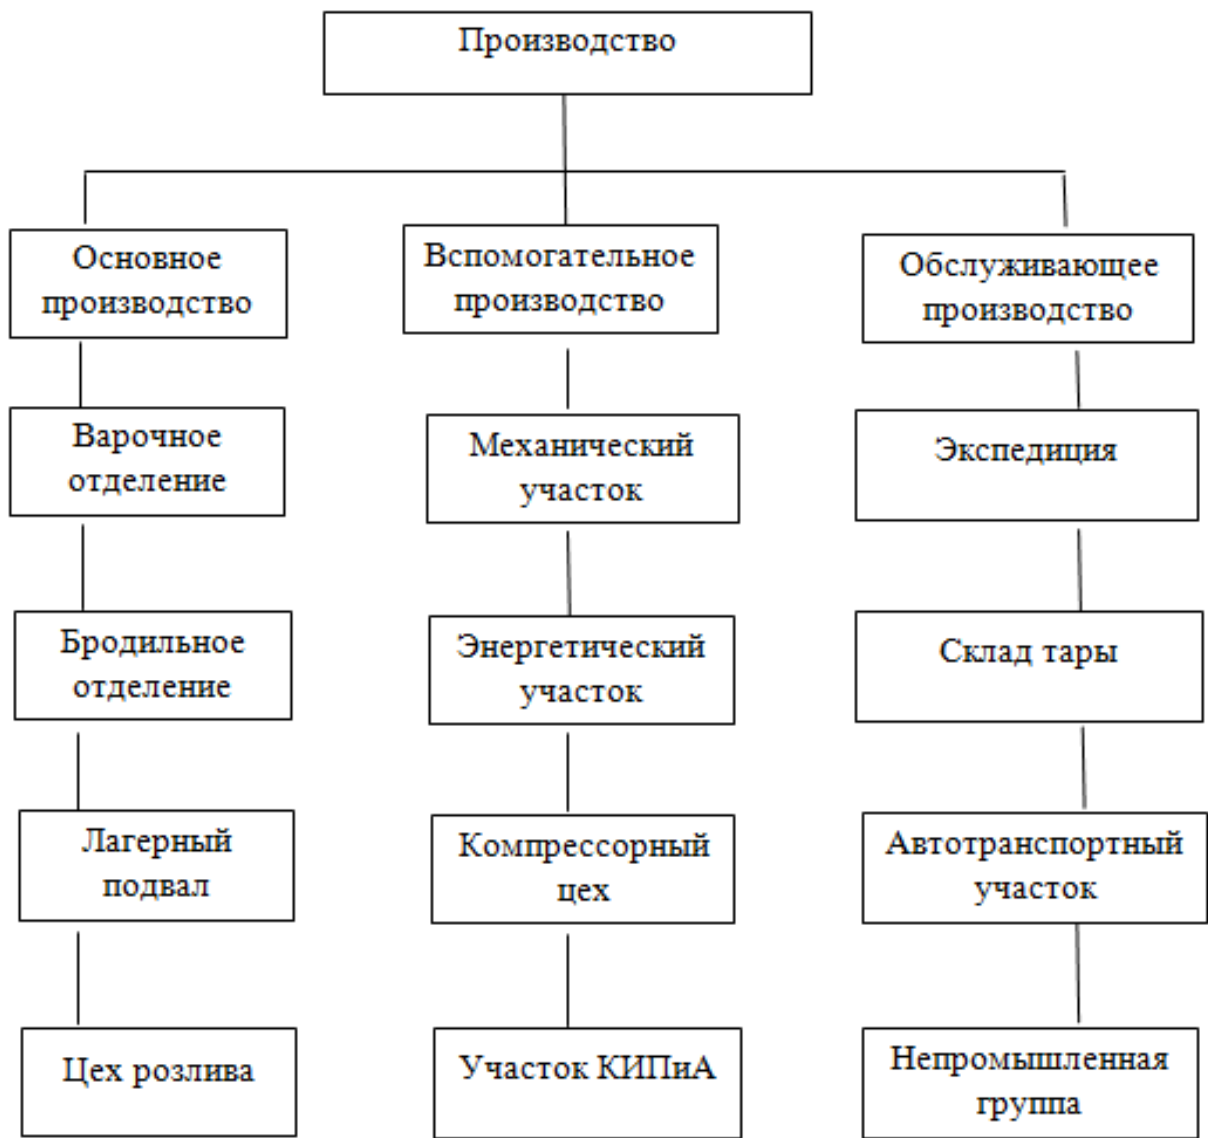 Производство
Основное
производство
Вспомогательное
производство
Обслуживающее
производство
Варочное
отделение
Механический
участок
Экспедиция
Бродильное
отделение
Энергетический
участок
Склад тары
Лагерный
подвал
Компрессорный
цех
Автотранспортный
участок
Цех розлива
Участок КИПиА
Непромышленная
группа